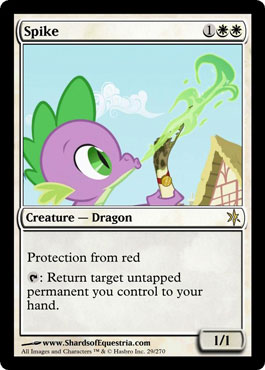 Spike 1
Creature — Dragon
Protection from red
: Return target untapped
permanent you control to your
hand.
www.ShardsofEquestria.com
All Images and Characters ™ & © Hasbro Inc. 29/270
1/1